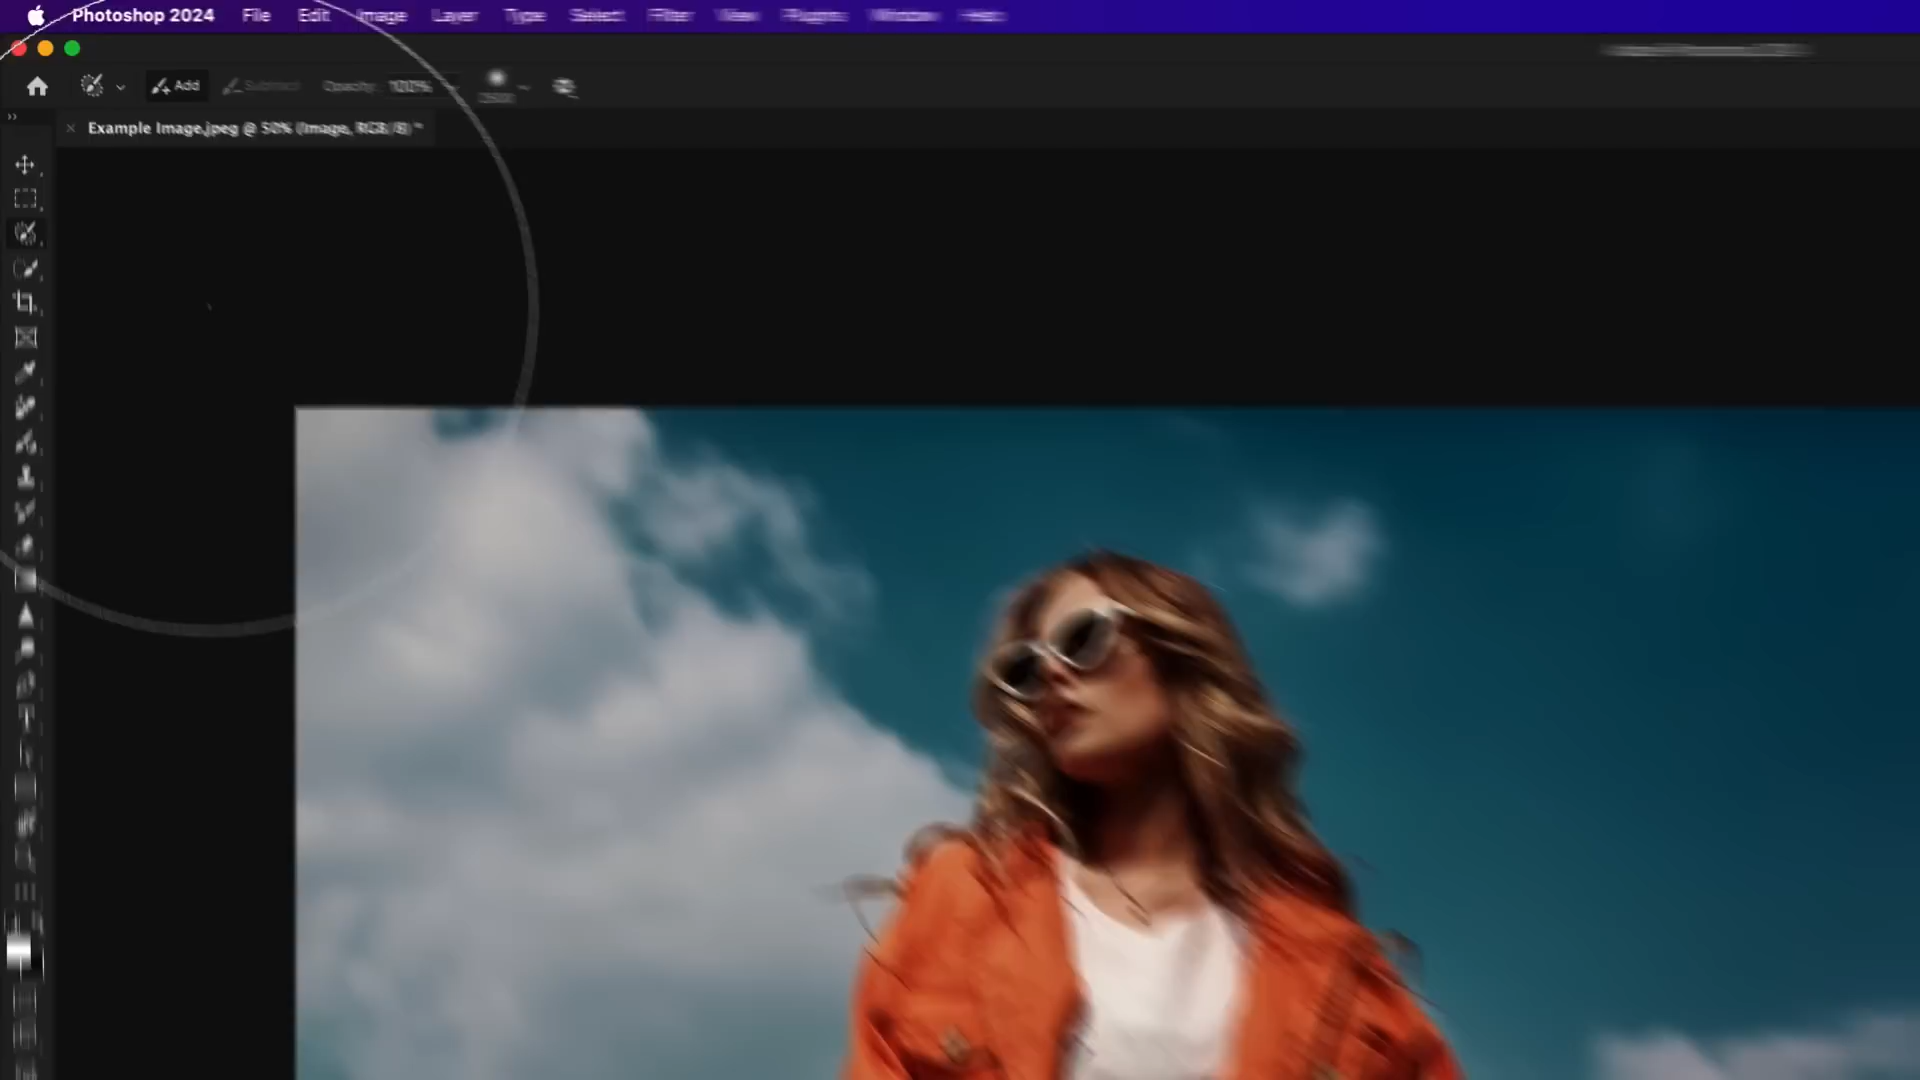 Photoshop 2024 File Edit Image Layer Type Select Filter View Plugins Window Help
Add Subtract Opacity: 100%
Example Image.jpeg @ 50% (Image, RGB/8) *